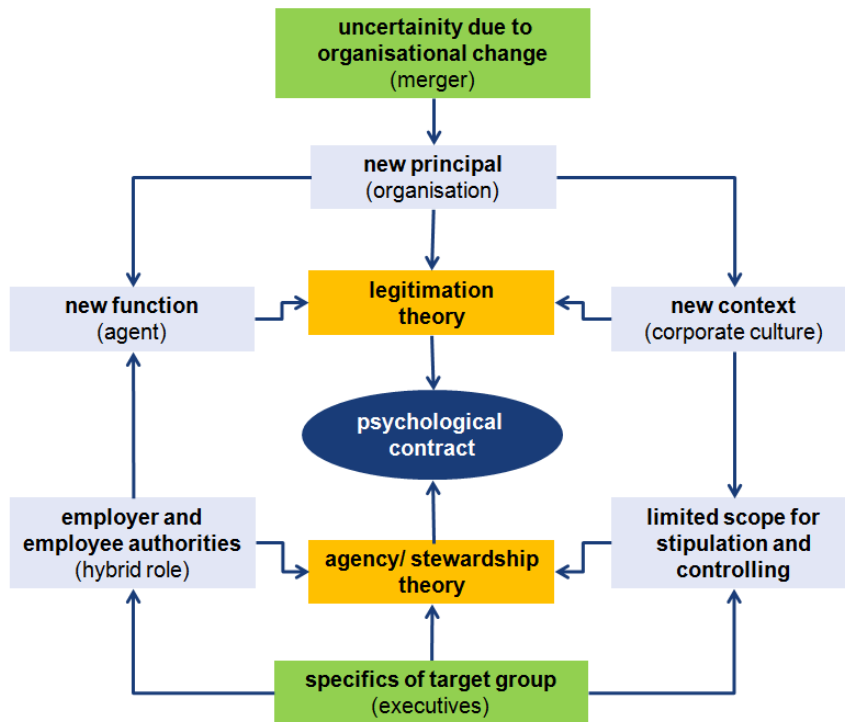 uncertainity due to
organisational change
(merger)
new principal
(organisation)
new function
(agent)
legitimation
theory
new context
(corporate culture)
psychological
contract
employer and
employee authorities
(hybrid role)
agency/ stewardship
theory
limited scope for
stipulation and
controlling
specifics of target group
(executives)